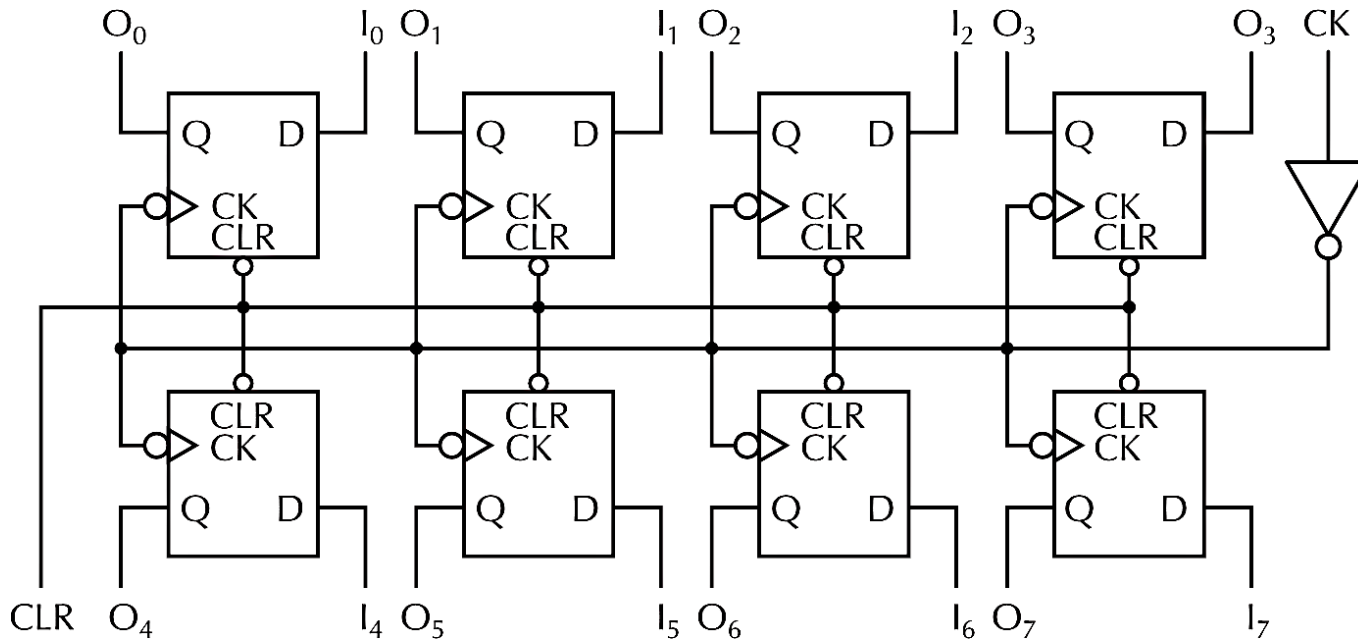 O₀ I₀ O₁ I₁ O₂ I₂ O₃ O₃ CK
Q D Q D Q D Q D
CK CK CK CK
CLR CLR CLR CLR
CLR CLR CLR CLR
CK CK CK CK
Q D Q D Q D Q D
CLR O₄ I₄ O₅ I₅ O₆ I₆ O₇ I₇